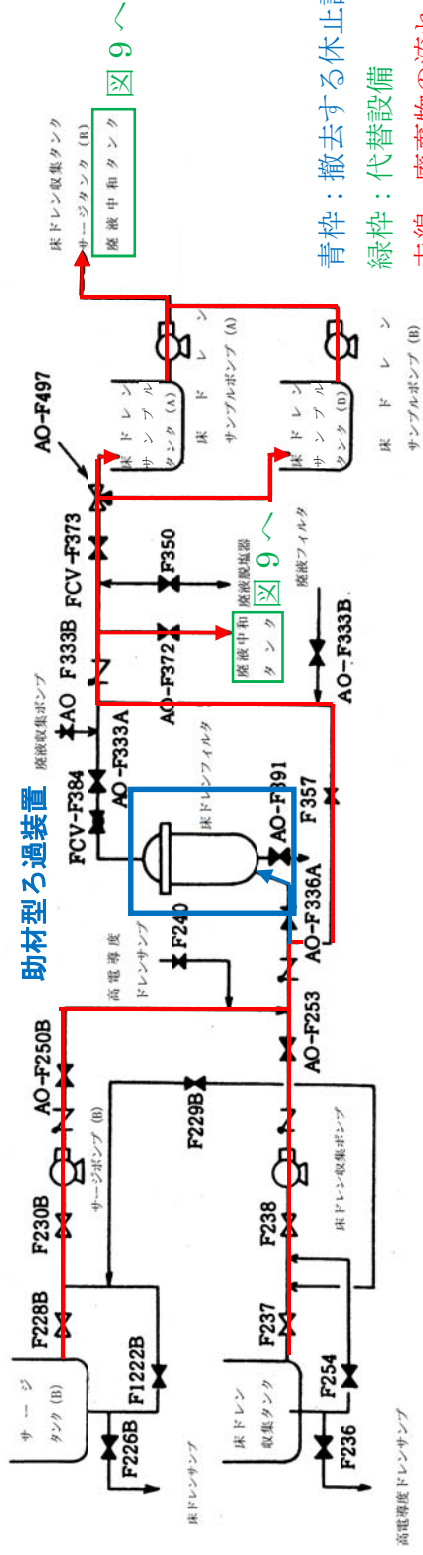 図 9 へ
床ドレン収集タンク
サージタンク (B)
廃液中和タンク
青枠：撤去する休止設
緑枠：代替設備
AO-F497
床ドレン
サンプル
タンク (A)
床ドレン
サンプルポンプ (A)
床ドレン
サンプル
タンク (B)
床ドレン
サンプルポンプ (B)
FCV-F373
F350
廃液脱塩器
AO-F372
廃液中和
タンク
図 9 へ
廃液フィルタ
AO-F333B
廃液収集ポンプ
AO
F333B
AO-F333A
FCV-F384
助材型ろ過装置
床ドレンフィルタ
AO-F391
F357
AO-F336A
F240
高電導度
ドレンサンプ
AO-F253
AO-F250B
サージポンプ (B)
F230B
F228B
F229B
サージ
タンク (B)
F1222B
F226B
床ドレンサンプ
床ドレン収集ポンプ
F238
F237
床ドレン
収集タンク
F254
F236
高電導度ドレンサンプ